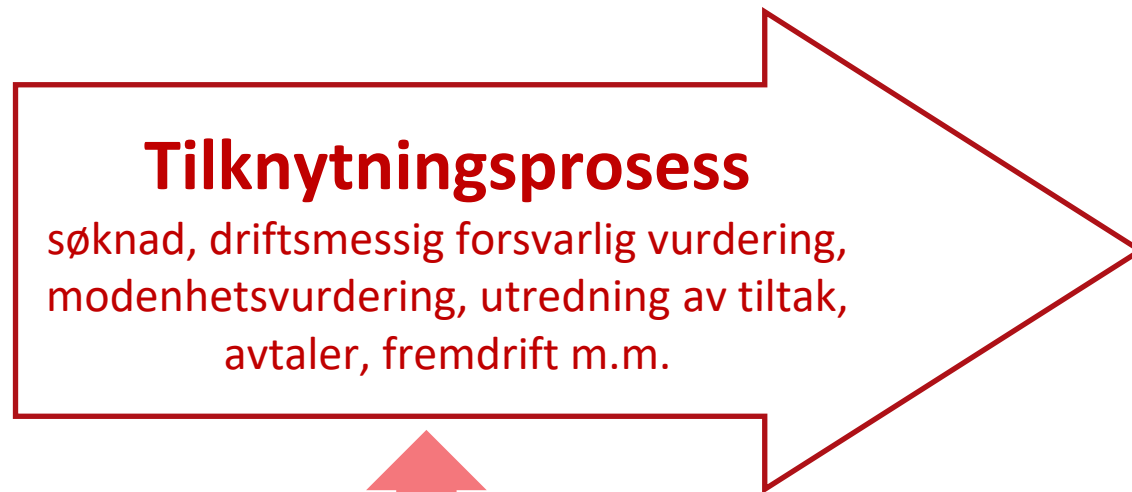 Tilknytningsprosess
søknad, driftsmessig forsvarlig vurdering,
modenhetsvurdering, utredning av tiltak,
avtaler, fremdrift m.m.